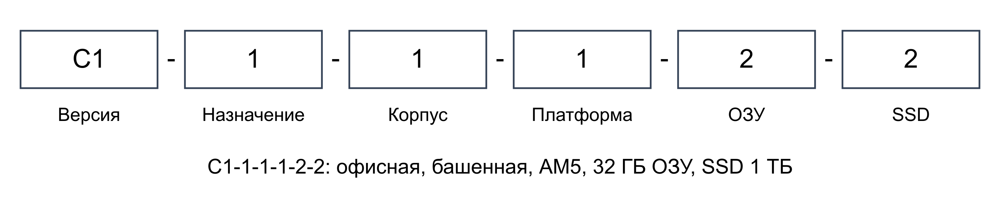 С1 - 1 - 1 - 1 - 2 - 2
Версия Назначение Корпус Платформа ОЗУ SSD
С1-1-1-1-2-2: офисная, башенная, AM5, 32 ГБ ОЗУ, SSD 1 ТБ